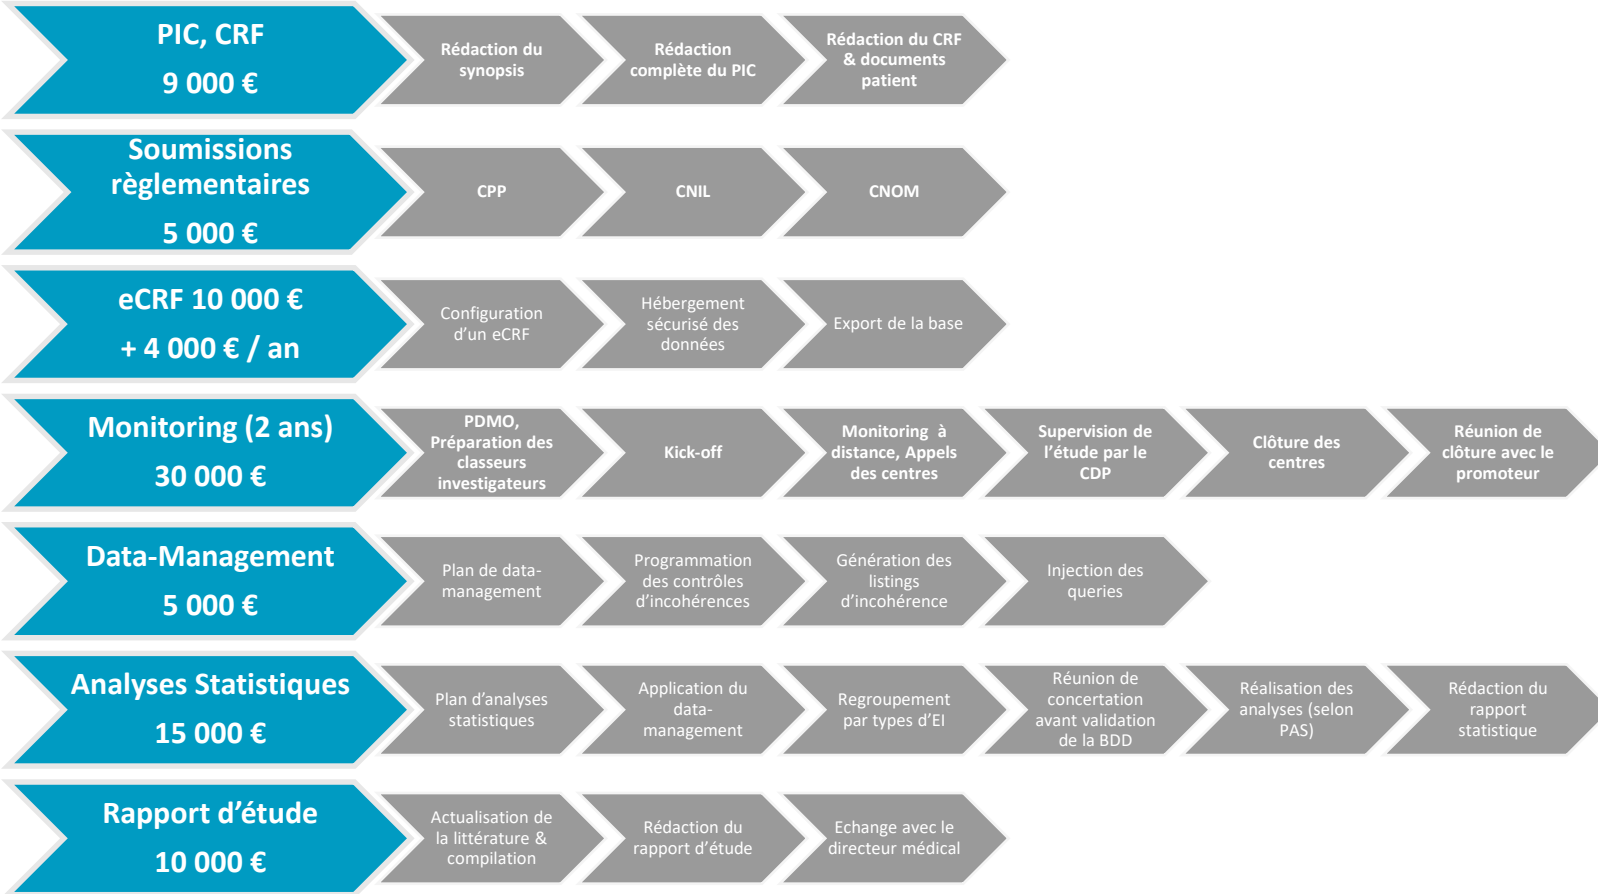 PIC, CRF
9 000 €
Rédaction du
synopsis
Rédaction
complète du PIC
Rédaction du CRF
& documents
patient
Soumissions
règlementaires
5 000 €
CPP
CNIL
CNOM
eCRF 10 000 €
+ 4 000 € / an
Configuration
d’un eCRF
Hébergement
sécurisé des
données
Export de la base
Monitoring (2 ans)
30 000 €
PDMO,
Préparation des
classeurs
investigateurs
Kick-off
Monitoring à
distance, Appels
des centres
Supervision de
l’étude par le
CDP
Clôture des
centres
Réunion de
clôture avec le
promoteur
Data-Management
5 000 €
Plan de data-
management
Programmation
des contrôles
d’incohérences
Génération des
listings
d’incohérence
Injection des
queries
Analyses Statistiques
15 000 €
Plan d’analyses
statistiques
Application du
data-
management
Regroupement
par types d’EI
Réunion de
concertation
avant validation
de la BDD
Réalisation des
analyses (selon
PAS)
Rédaction du
rapport
statistique
Rapport d’étude
10 000 €
Actualisation de
la littérature &
compilation
Rédaction du
rapport d’étude
Echange avec le
directeur médical